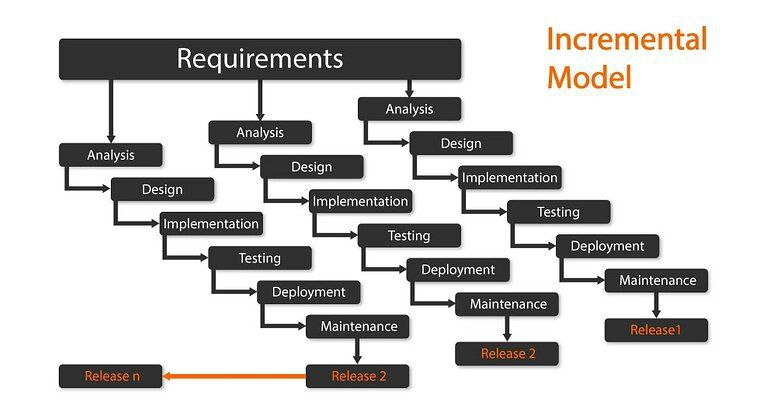 Incremental
Model
Requirements
Analysis
Design
Implementation
Testing
Deployment
Maintenance
Release 2
Release n
Analysis
Design
Implementation
Testing
Deployment
Maintenance
Release 2
Analysis
Design
Implementation
Testing
Deployment
Maintenance
Release1